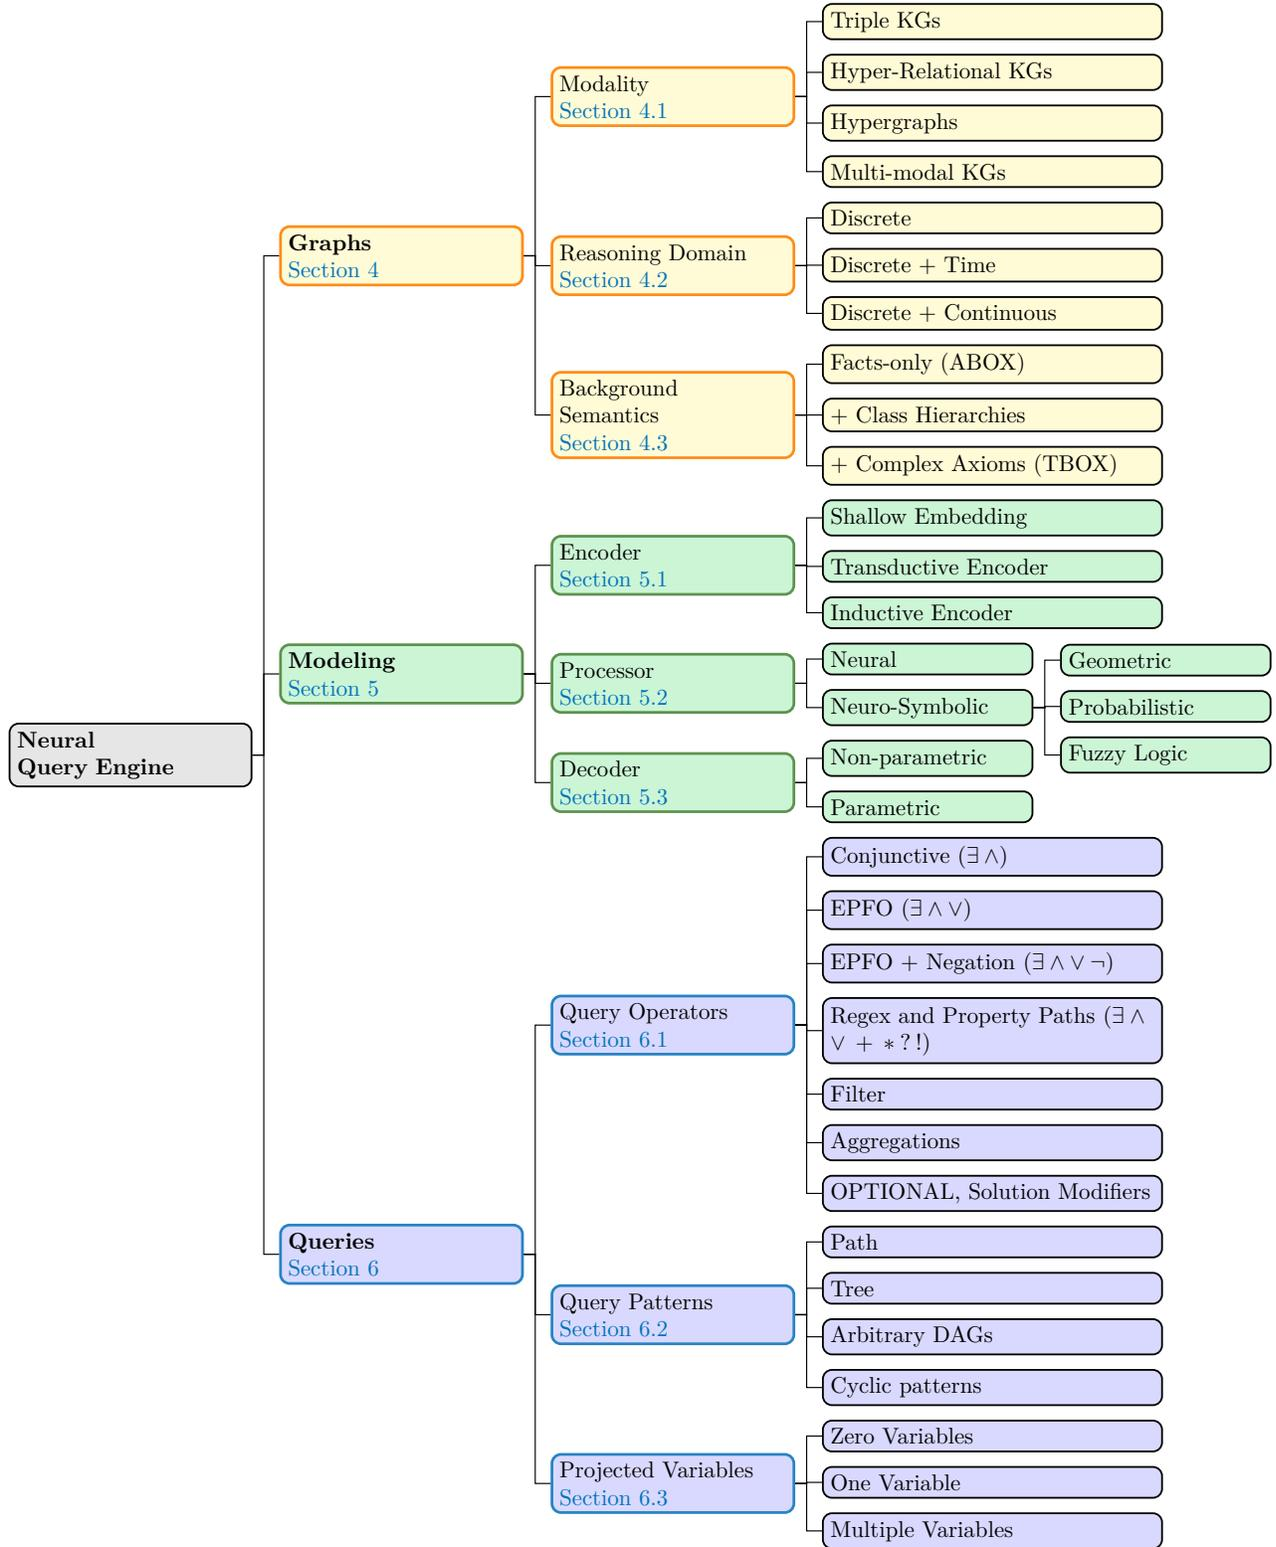 Neural
Query Engine
Graphs
Section 4
Modality
Section 4.1
Triple KGs
Hyper-Relational KGs
Hypergraphs
Multi-modal KGs
Reasoning Domain
Section 4.2
Discrete
Discrete + Time
Discrete + Continuous
Background
Semantics
Section 4.3
Facts-only (ABOX)
+ Class Hierarchies
+ Complex Axioms (TBOX)
Modeling
Section 5
Encoder
Section 5.1
Shallow Embedding
Transductive Encoder
Inductive Encoder
Processor
Section 5.2
Neural
Neuro-Symbolic
Geometric
Probabilistic
Fuzzy Logic
Decoder
Section 5.3
Non-parametric
Parametric
Queries
Section 6
Query Operators
Section 6.1
Conjunctive (∃ ∧)
EPFO (∃ ∧ ∨)
EPFO + Negation (∃ ∧ ∨ ¬)
Regex and Property Paths (∃ ∧
∨ + ∗ ? !)
Filter
Aggregations
OPTIONAL, Solution Modifiers
Query Patterns
Section 6.2
Path
Tree
Arbitrary DAGs
Cyclic patterns
Projected Variables
Section 6.3
Zero Variables
One Variable
Multiple Variables